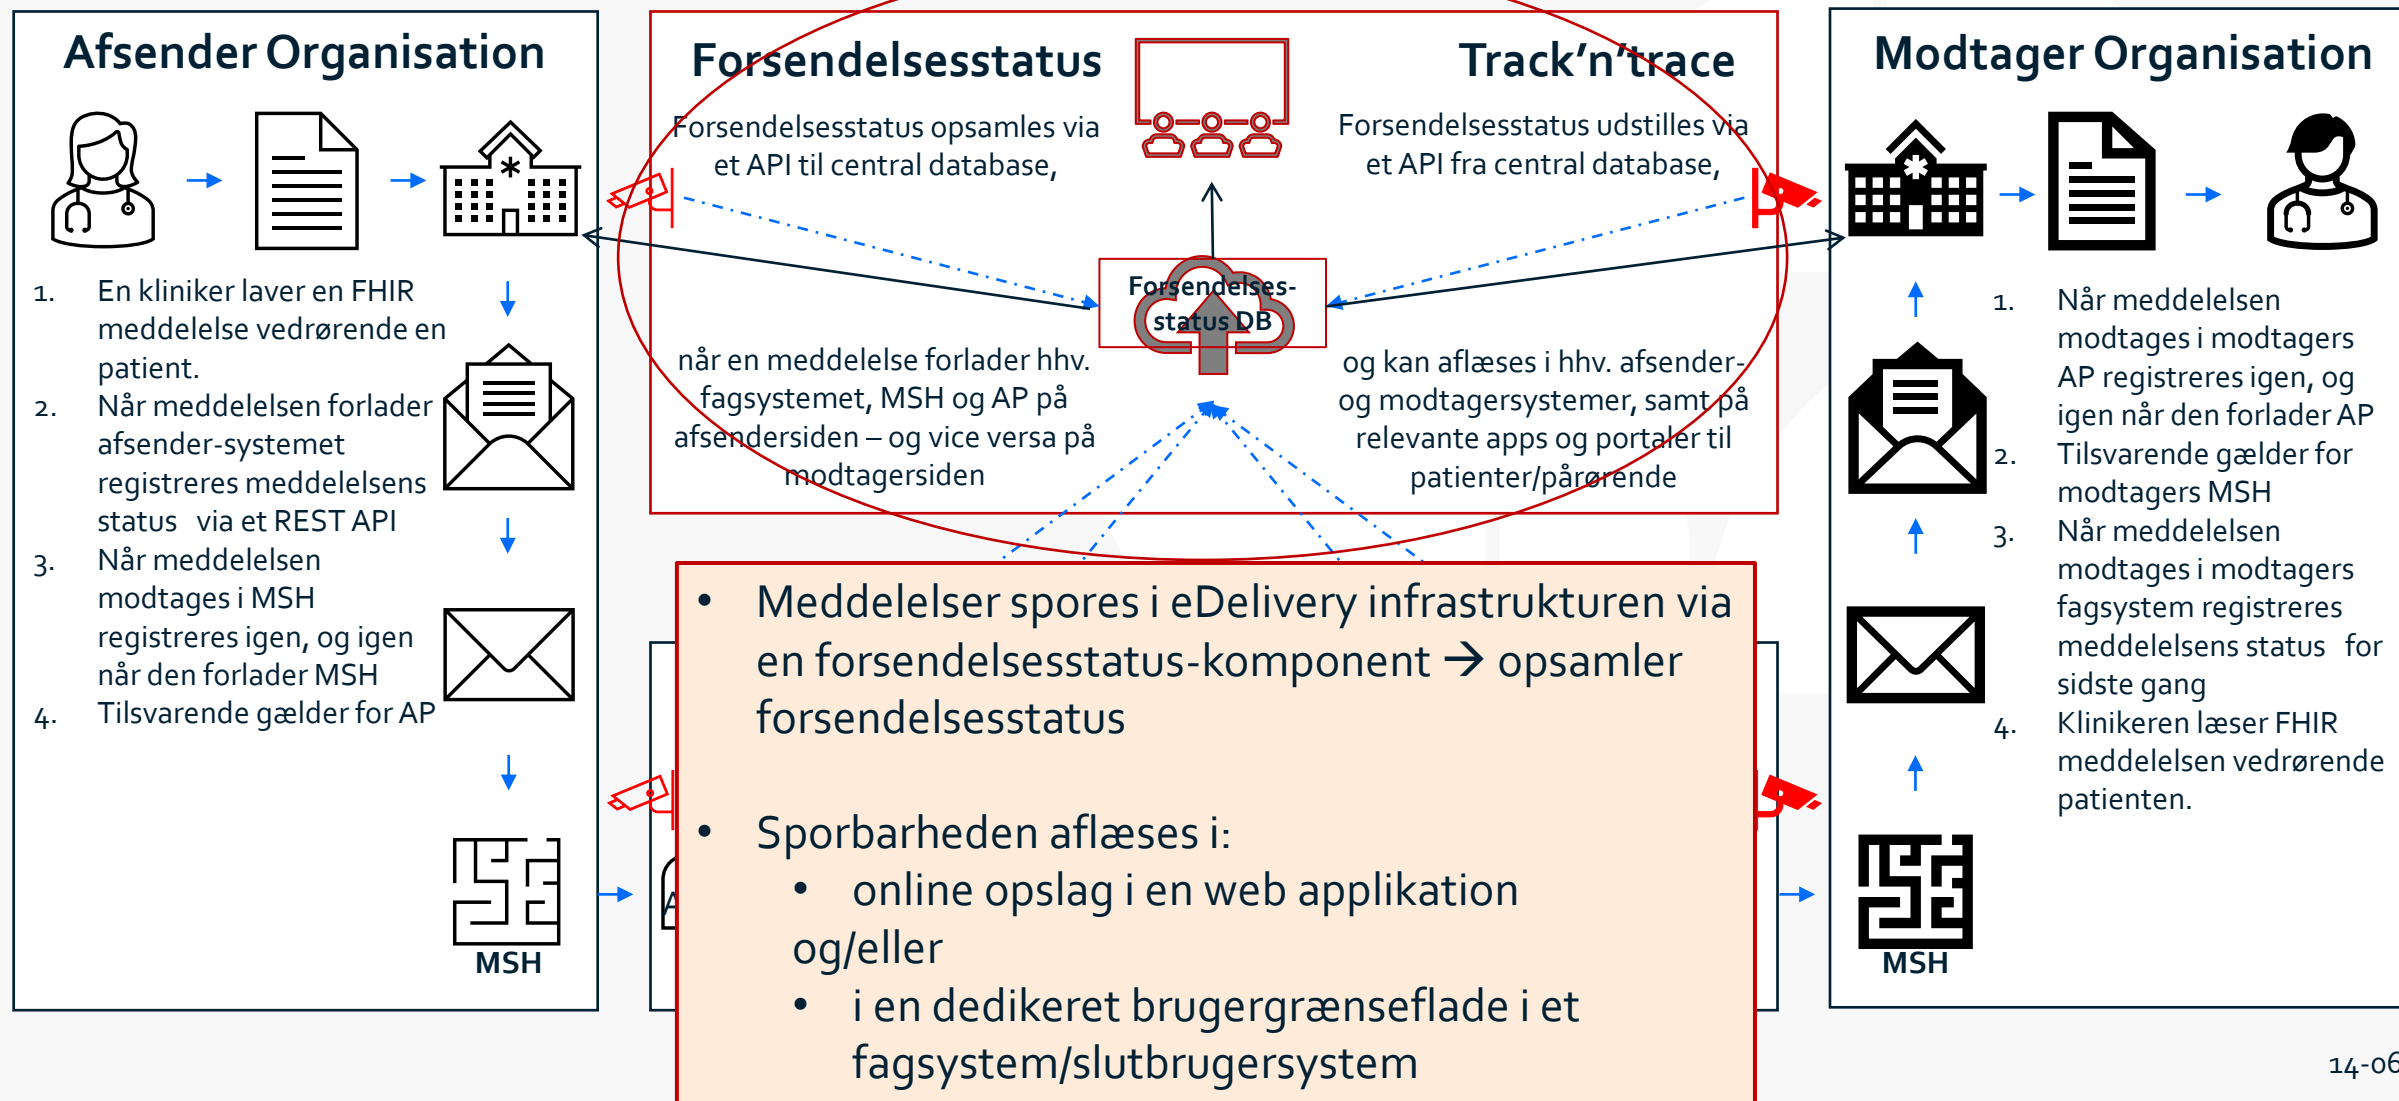 Afsender Organisation
1. En kliniker laver en FHIR
meddelelse vedrørende en
patient.
2. Når meddelelsen forlader
afsender-systemet
registreres meddelelsens
status via et REST API
3. Når meddelelsen
modtages i MSH
registreres igen, og igen
når den forlader MSH
4. Tilsvarende gælder for AP
MSH
Forsendelsesstatus
Forsendelsesstatus opsamles via
et API til central database,
når en meddelelse forlader hhv.
fagsystemet, MSH og AP på
afsendersiden – og vice versa på
modtagersiden
Forsendelses-
status DB
Track’n’trace
Forsendelsesstatus udstilles via
et API fra central database,
og kan aflæses i hhv. afsender-
og modtagersystemer, samt på
relevante apps og portaler til
patienter/pårørende
• Meddelelser spores i eDelivery infrastrukturen via
en forsendelsesstatus-komponent → opsamler
forsendelsesstatus
• Sporbarheden aflæses i:
• online opslag i en web applikation
og/eller
• i en dedikeret brugergrænseflade i et
fagsystem/slutbrugersystem
Modtager Organisation
1. Når meddelelsen
modtages i modtagers
AP registreres igen, og
igen når den forlader AP
2. Tilsvarende gælder for
modtagers MSH
3. Når meddelelsen
modtages i modtagers
fagsystem registreres
meddelelsens status for
sidste gang
4. Klinikeren læser FHIR
meddelelsen vedrørende
patienten.
MSH
14-06